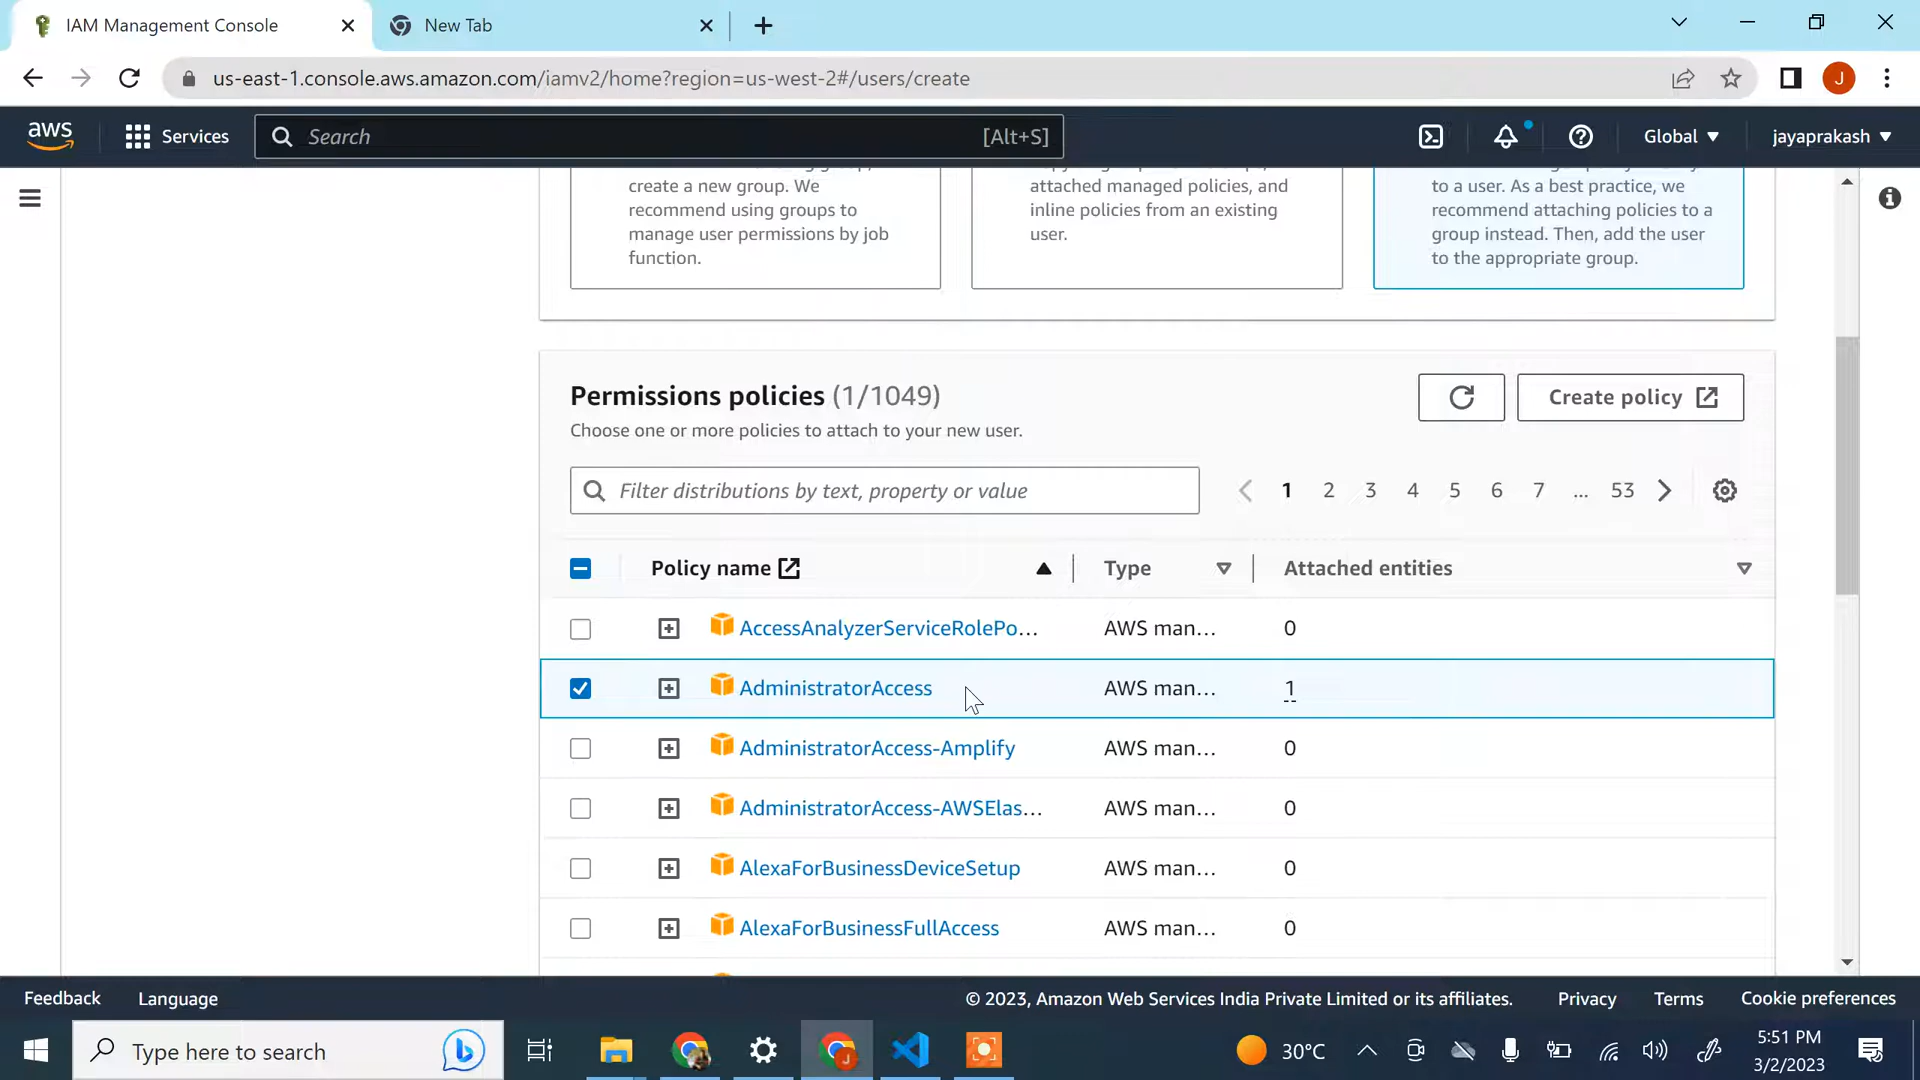 IAM Management Console
New Tab
us-east-1.console.aws.amazon.com/iamv2/home?region=us-west-2#/users/create
J
aws
Services
Search
[Alt+S]
Global
jayaprakash
create a new group. We
recommend using groups to
manage user permissions by job
function.
attached managed policies, and
inline policies from an existing
user.
to a user. As a best practice, we
recommend attaching policies to a
group instead. Then, add the user
to the appropriate group.
Permissions policies (1/1049)
Choose one or more policies to attach to your new user.
Create policy
Filter distributions by text, property or value
1 2 3 4 5 6 7 ... 53
Policy name
Type
Attached entities
AccessAnalyzerServiceRolePo... AWS man... 0
AdministratorAccess AWS man... 1
AdministratorAccess-Amplify AWS man... 0
AdministratorAccess-AWSElas... AWS man... 0
AlexaForBusinessDeviceSetup AWS man... 0
AlexaForBusinessFullAccess AWS man... 0
Feedback
Language
© 2023, Amazon Web Services India Private Limited or its affiliates.
Privacy
Terms
Cookie preferences
Type here to search
J
30°C
5:51 PM
3/2/2023